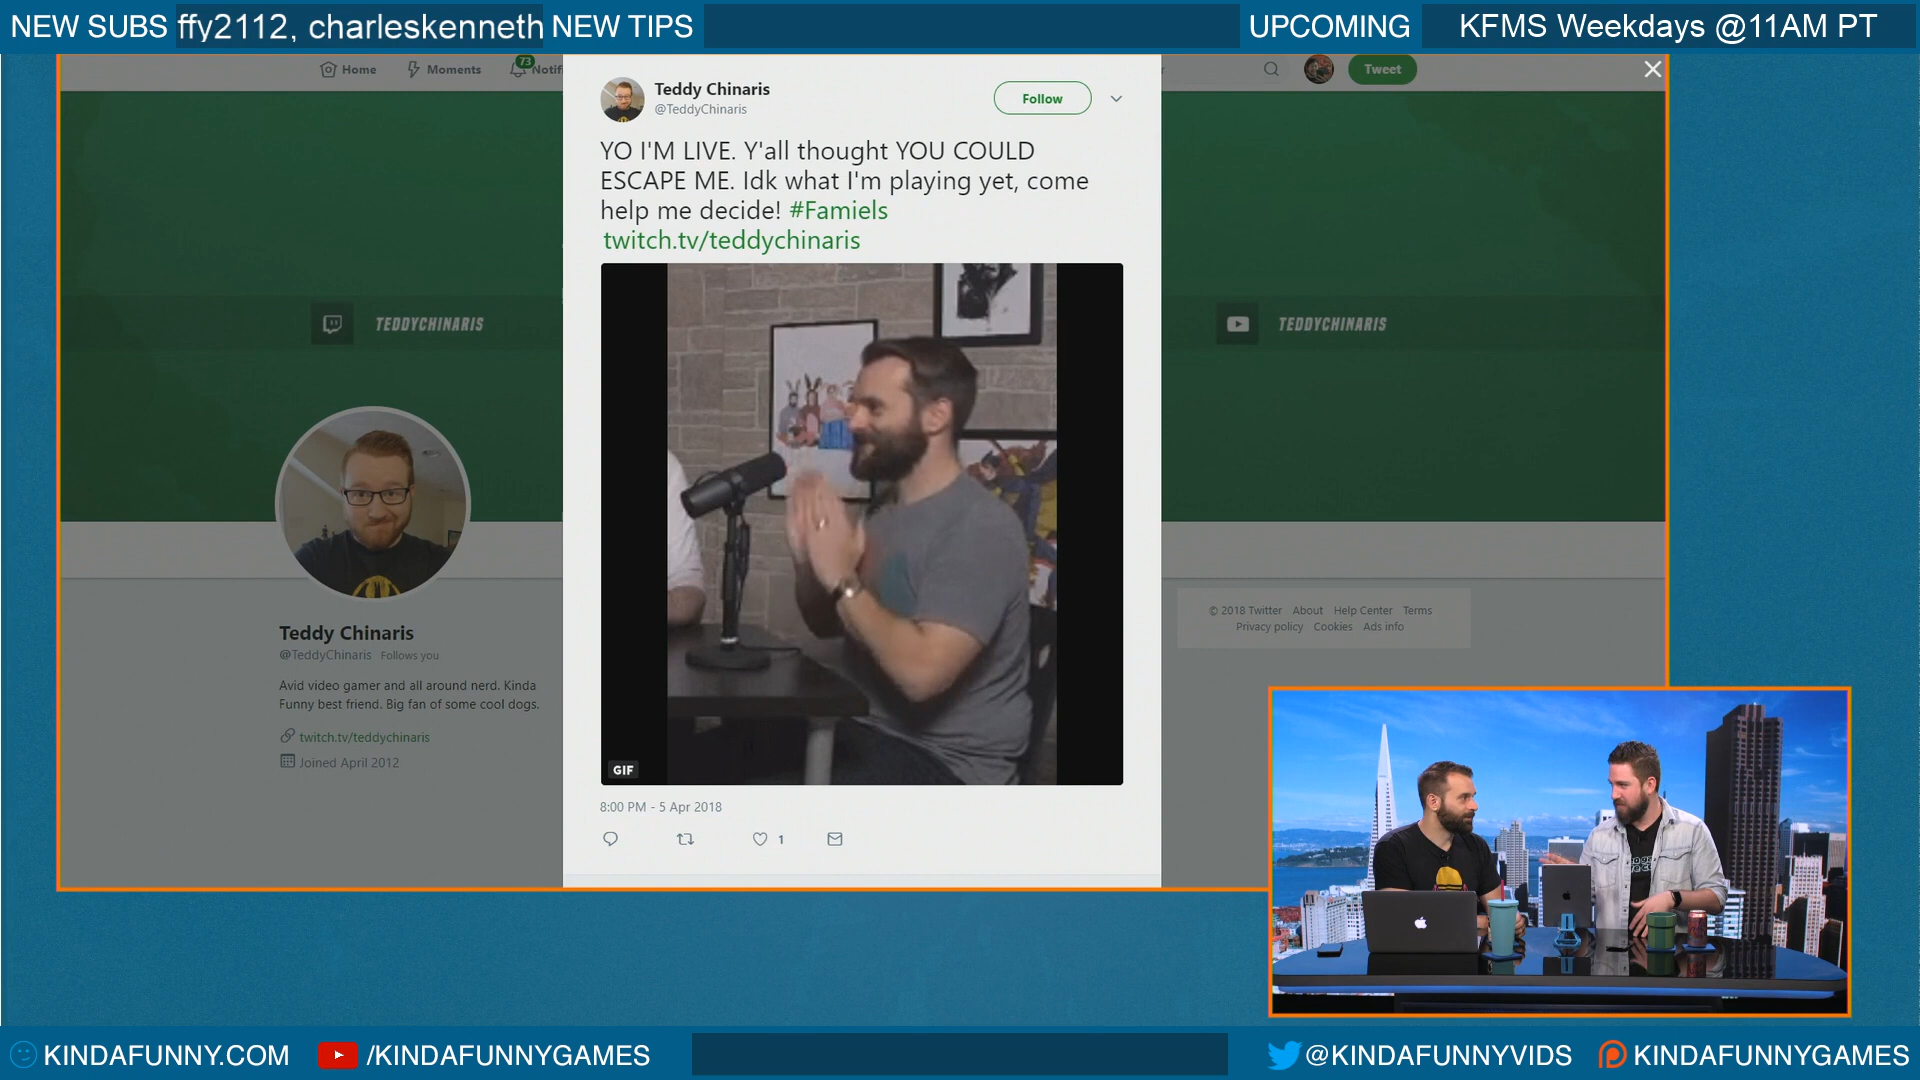 NEW SUBS ffy2112, charleskenneth NEW TIPS UPCOMING KFMS Weekdays @11AM PT
Home Moments 73 Notifi Tweet
Teddy Chinaris
@TeddyChinaris
Follow
YO I'M LIVE. Y'all thought YOU COULD
ESCAPE ME. Idk what I'm playing yet, come
help me decide! #Famiels
twitch.tv/teddychinaris
TEDDYCHINARIS
TEDDYCHINARIS
GIF
8:00 PM - 5 Apr 2018
1
Teddy Chinaris
@TeddyChinaris Follows you
Avid video gamer and all around nerd. Kinda
Funny best friend. Big fan of some cool dogs.
twitch.tv/teddychinaris
Joined April 2012
© 2018 Twitter About Help Center Terms
Privacy policy Cookies Ads info
KINDAFUNNY.COM /KINDAFUNNYGAMES @KINDAFUNNYVIDS KINDAFUNNYGAMES